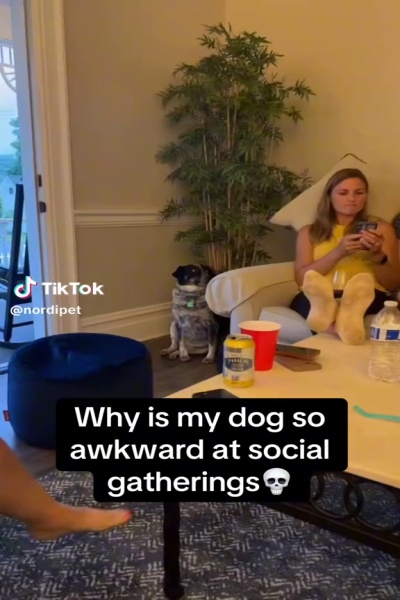 TikTok
@nordipet
Why is my dog so
awkward at social
gatherings💀